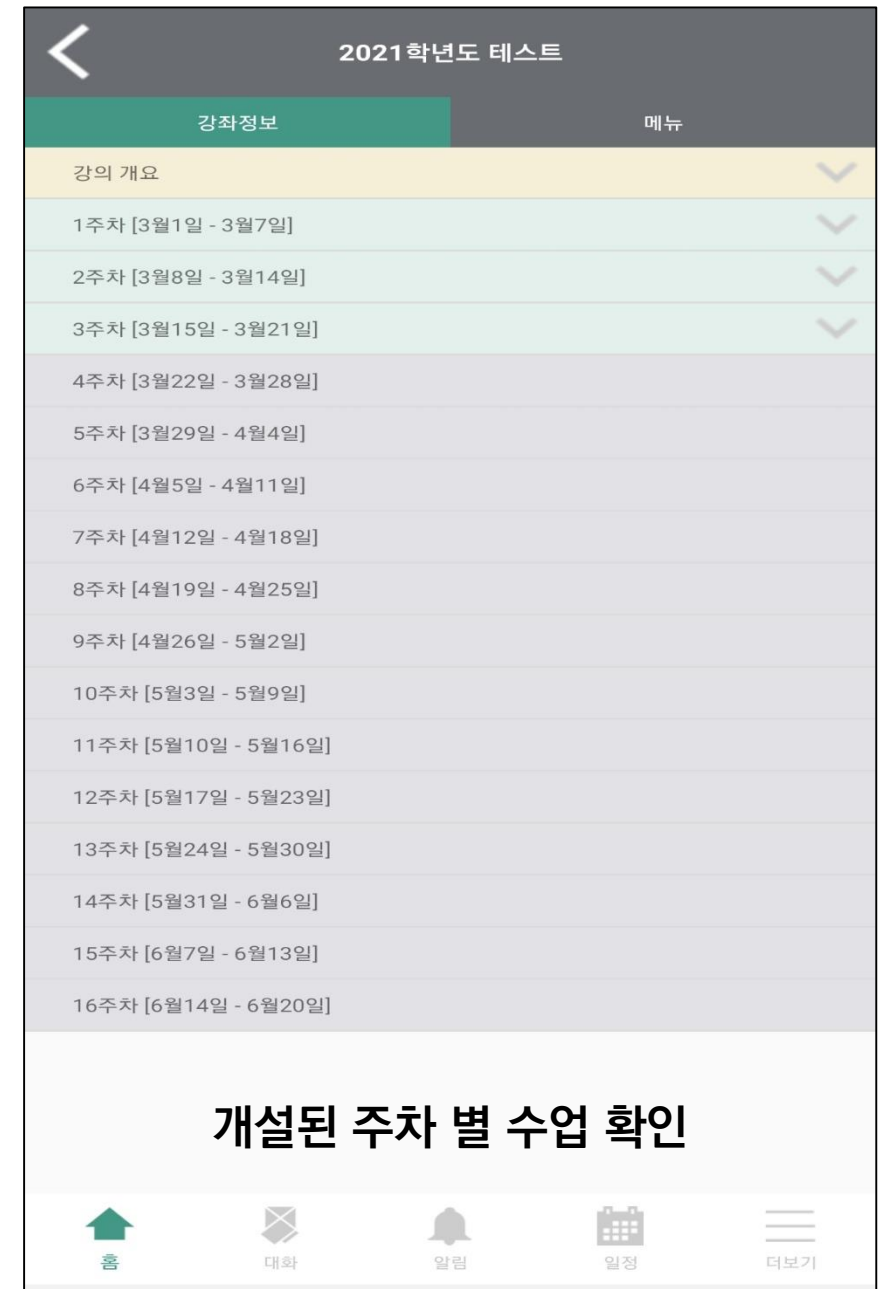 2021학년도 테스트
강좌정보 메뉴
강의 개요
1주차 [3월1일 - 3월7일]
2주차 [3월8일 - 3월14일]
3주차 [3월15일 - 3월21일]
4주차 [3월22일 - 3월28일]
5주차 [3월29일 - 4월4일]
6주차 [4월5일 - 4월11일]
7주차 [4월12일 - 4월18일]
8주차 [4월19일 - 4월25일]
9주차 [4월26일 - 5월2일]
10주차 [5월3일 - 5월9일]
11주차 [5월10일 - 5월16일]
12주차 [5월17일 - 5월23일]
13주차 [5월24일 - 5월30일]
14주차 [5월31일 - 6월6일]
15주차 [6월7일 - 6월13일]
16주차 [6월14일 - 6월20일]
개설된 주차 별 수업 확인
홈 대화 알림 일정 더보기